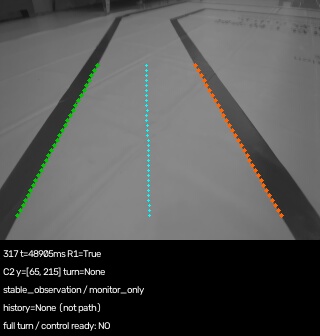 317 t=48905ms R1=True
C2 y=[65, 215] turn=None
stable_observation / monitor_only
history=None (not path)
full turn / control ready: NO